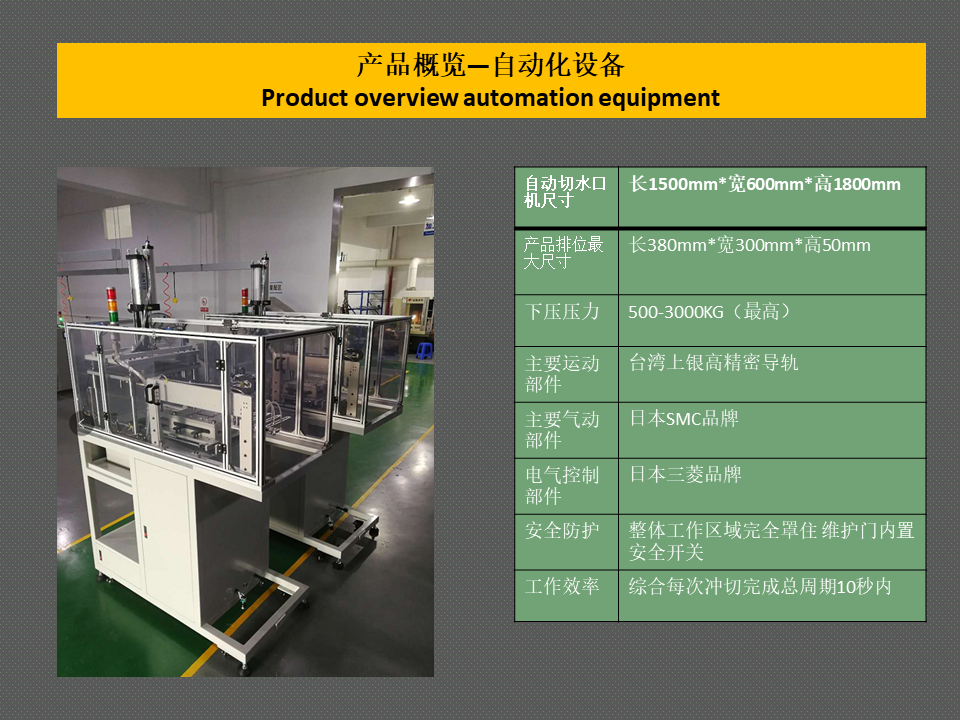 产品概览—自动化设备
Product overview automation equipment
自动切水口
机尺寸
长1500mm*宽600mm*高1800mm
产品排位最
大尺寸
长380mm*宽300mm*高50mm
下压压力
500-3000KG（最高）
主要运动
部件
台湾上银高精密导轨
主要气动
部件
日本SMC品牌
电气控制
部件
日本三菱品牌
安全防护
整体工作区域完全罩住 维护门内置
安全开关
工作效率
综合每次冲切完成总周期10秒内